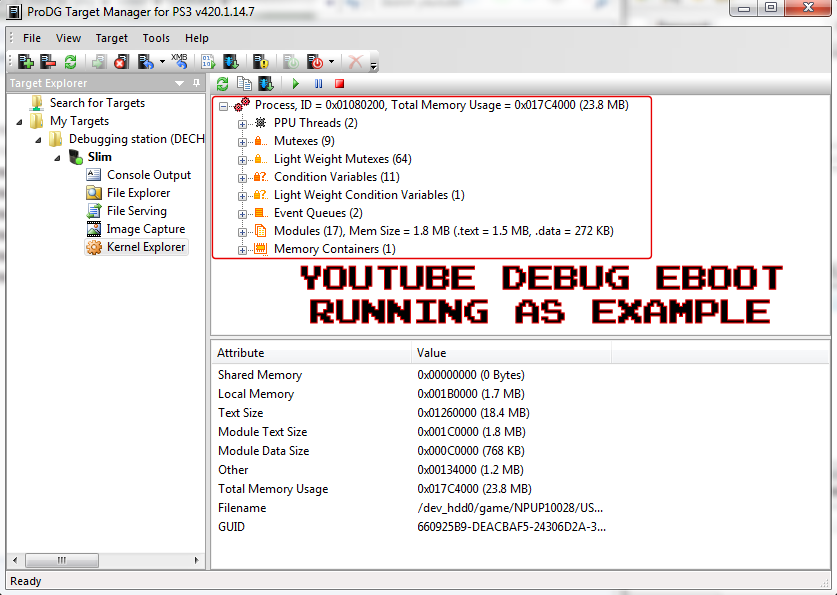 ProDG Target Manager for PS3 v420.1.14.7
File View Target Tools Help
XMB
Target Explorer
Search for Targets
My Targets
Debugging station (DECH
Slim
Console Output
File Explorer
File Serving
Image Capture
Kernel Explorer
Process, ID = 0x01080200, Total Memory Usage = 0x017C4000 (23.8 MB)
PPU Threads (2)
Mutexes (9)
Light Weight Mutexes (64)
Condition Variables (11)
Light Weight Condition Variables (1)
Event Queues (2)
Modules (17), Mem Size = 1.8 MB (.text = 1.5 MB, .data = 272 KB)
Memory Containers (1)
YOUTUBE DEBUG EBOOT
RUNNING AS EXAMPLE
Attribute Value
Shared Memory 0x00000000 (0 Bytes)
Local Memory 0x001B0000 (1.7 MB)
Text Size 0x01260000 (18.4 MB)
Module Text Size 0x001C0000 (1.8 MB)
Module Data Size 0x000C0000 (768 KB)
Other 0x00134000 (1.2 MB)
Total Memory Usage 0x017C4000 (23.8 MB)
Filename /dev_hdd0/game/NPUP10028/US...
GUID 660925B9-DEACBAF5-24306D2A-3...
Ready